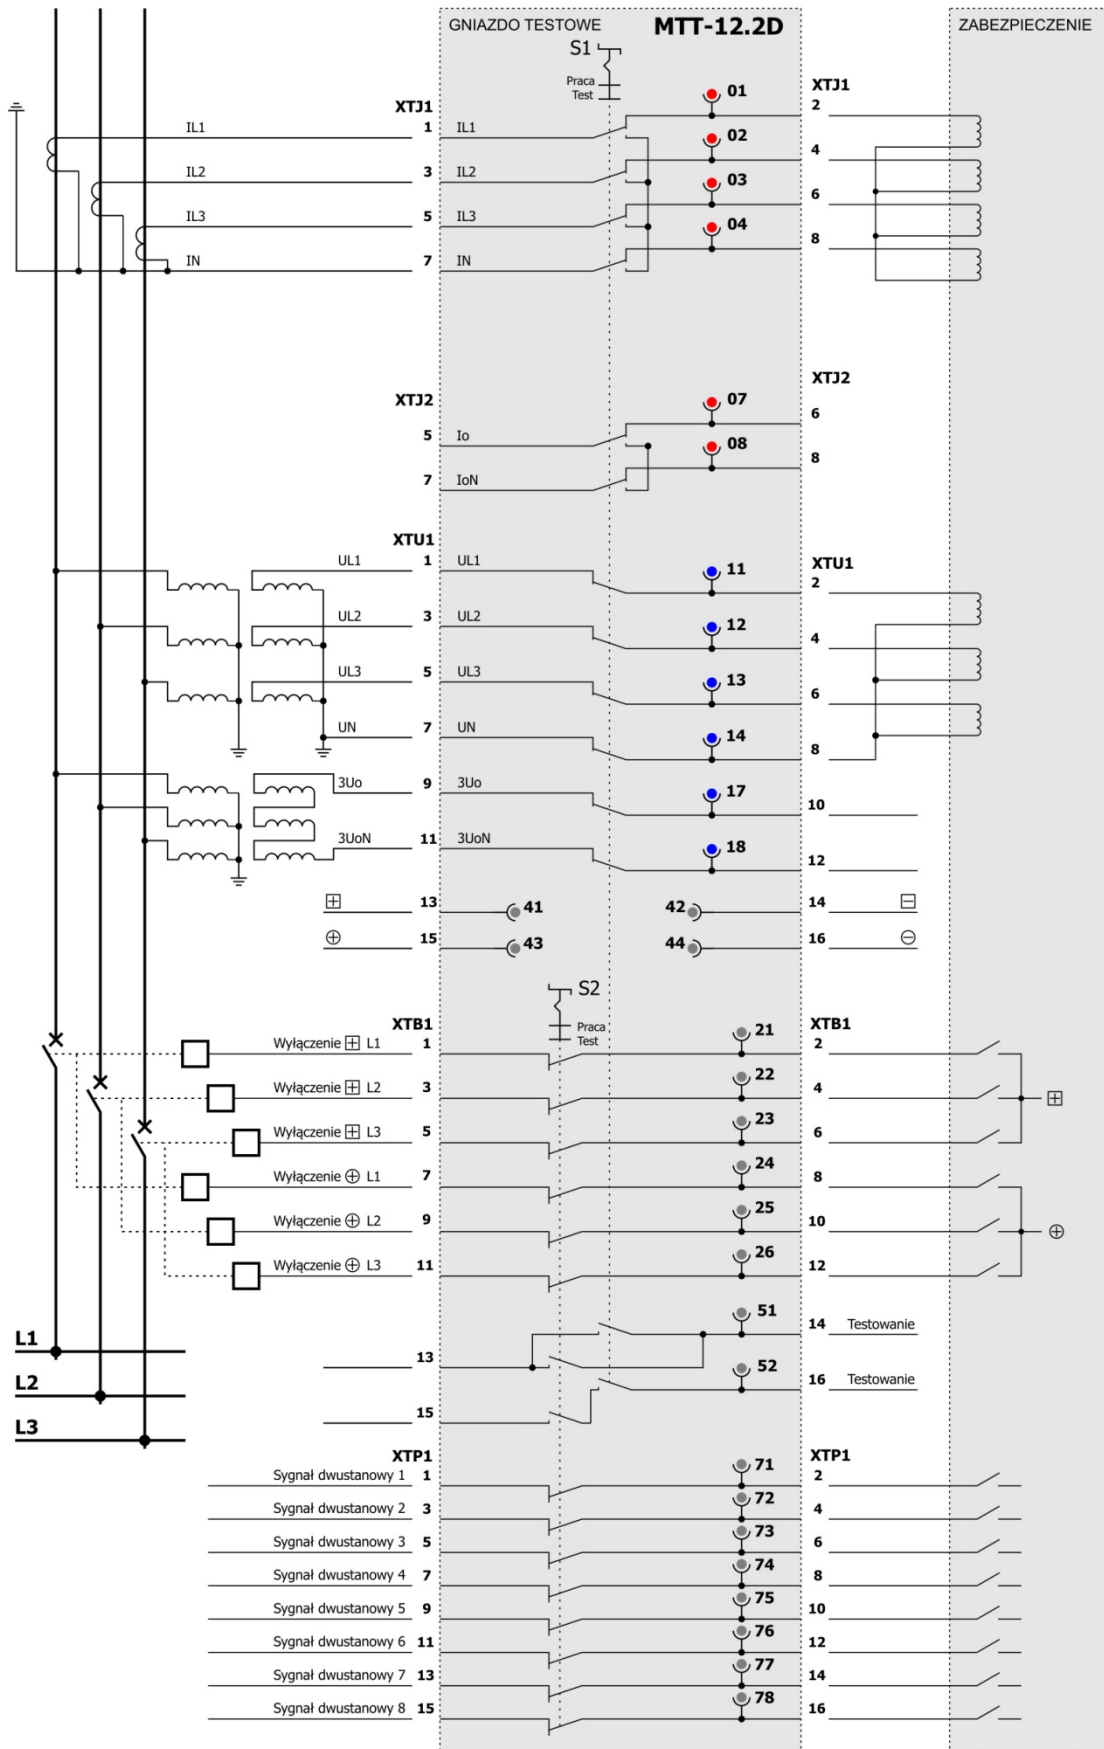 GNIAZDO TESTOWE MTT-12.2D ZABEZPIECZENIE
S1
Praca
Test
XTJ1 01 XTJ1
2
IL1 1 IL1 02
4
IL2 3 IL2 03
6
IL3 5 IL3 04
8
IN 7 IN
XTJ2
XTJ2 07
6
5 Io 08
8
7 IoN
XTU1
UL1 1 UL1 11 XTU1
2
UL2 3 UL2 12
4
UL3 5 UL3 13
6
UN 7 UN 14
8
3Uo 9 3Uo 17
10
3UoN 11 3UoN 18
12
+ 13 41 42 14 −
⊕ 15 43 44 16 ⊖
S2
Praca
Test
XTB1 21 XTB1
Wyłączenie ⊞ L1 1 2
22
Wyłączenie ⊞ L2 3 4 ⊞
23
Wyłączenie ⊞ L3 5 6
24
Wyłączenie ⊕ L1 7 8
25
Wyłączenie ⊕ L2 9 10 ⊕
26
Wyłączenie ⊕ L3 11 12
51
14 Testowanie
L1
13
52
L2 16 Testowanie
15
L3
XTP1 71 XTP1
Sygnał dwustanowy 1 1 2
72
Sygnał dwustanowy 2 3 4
73
Sygnał dwustanowy 3 5 6
74
Sygnał dwustanowy 4 7 8
75
Sygnał dwustanowy 5 9 10
76
Sygnał dwustanowy 6 11 12
77
Sygnał dwustanowy 7 13 14
78
Sygnał dwustanowy 8 15 16